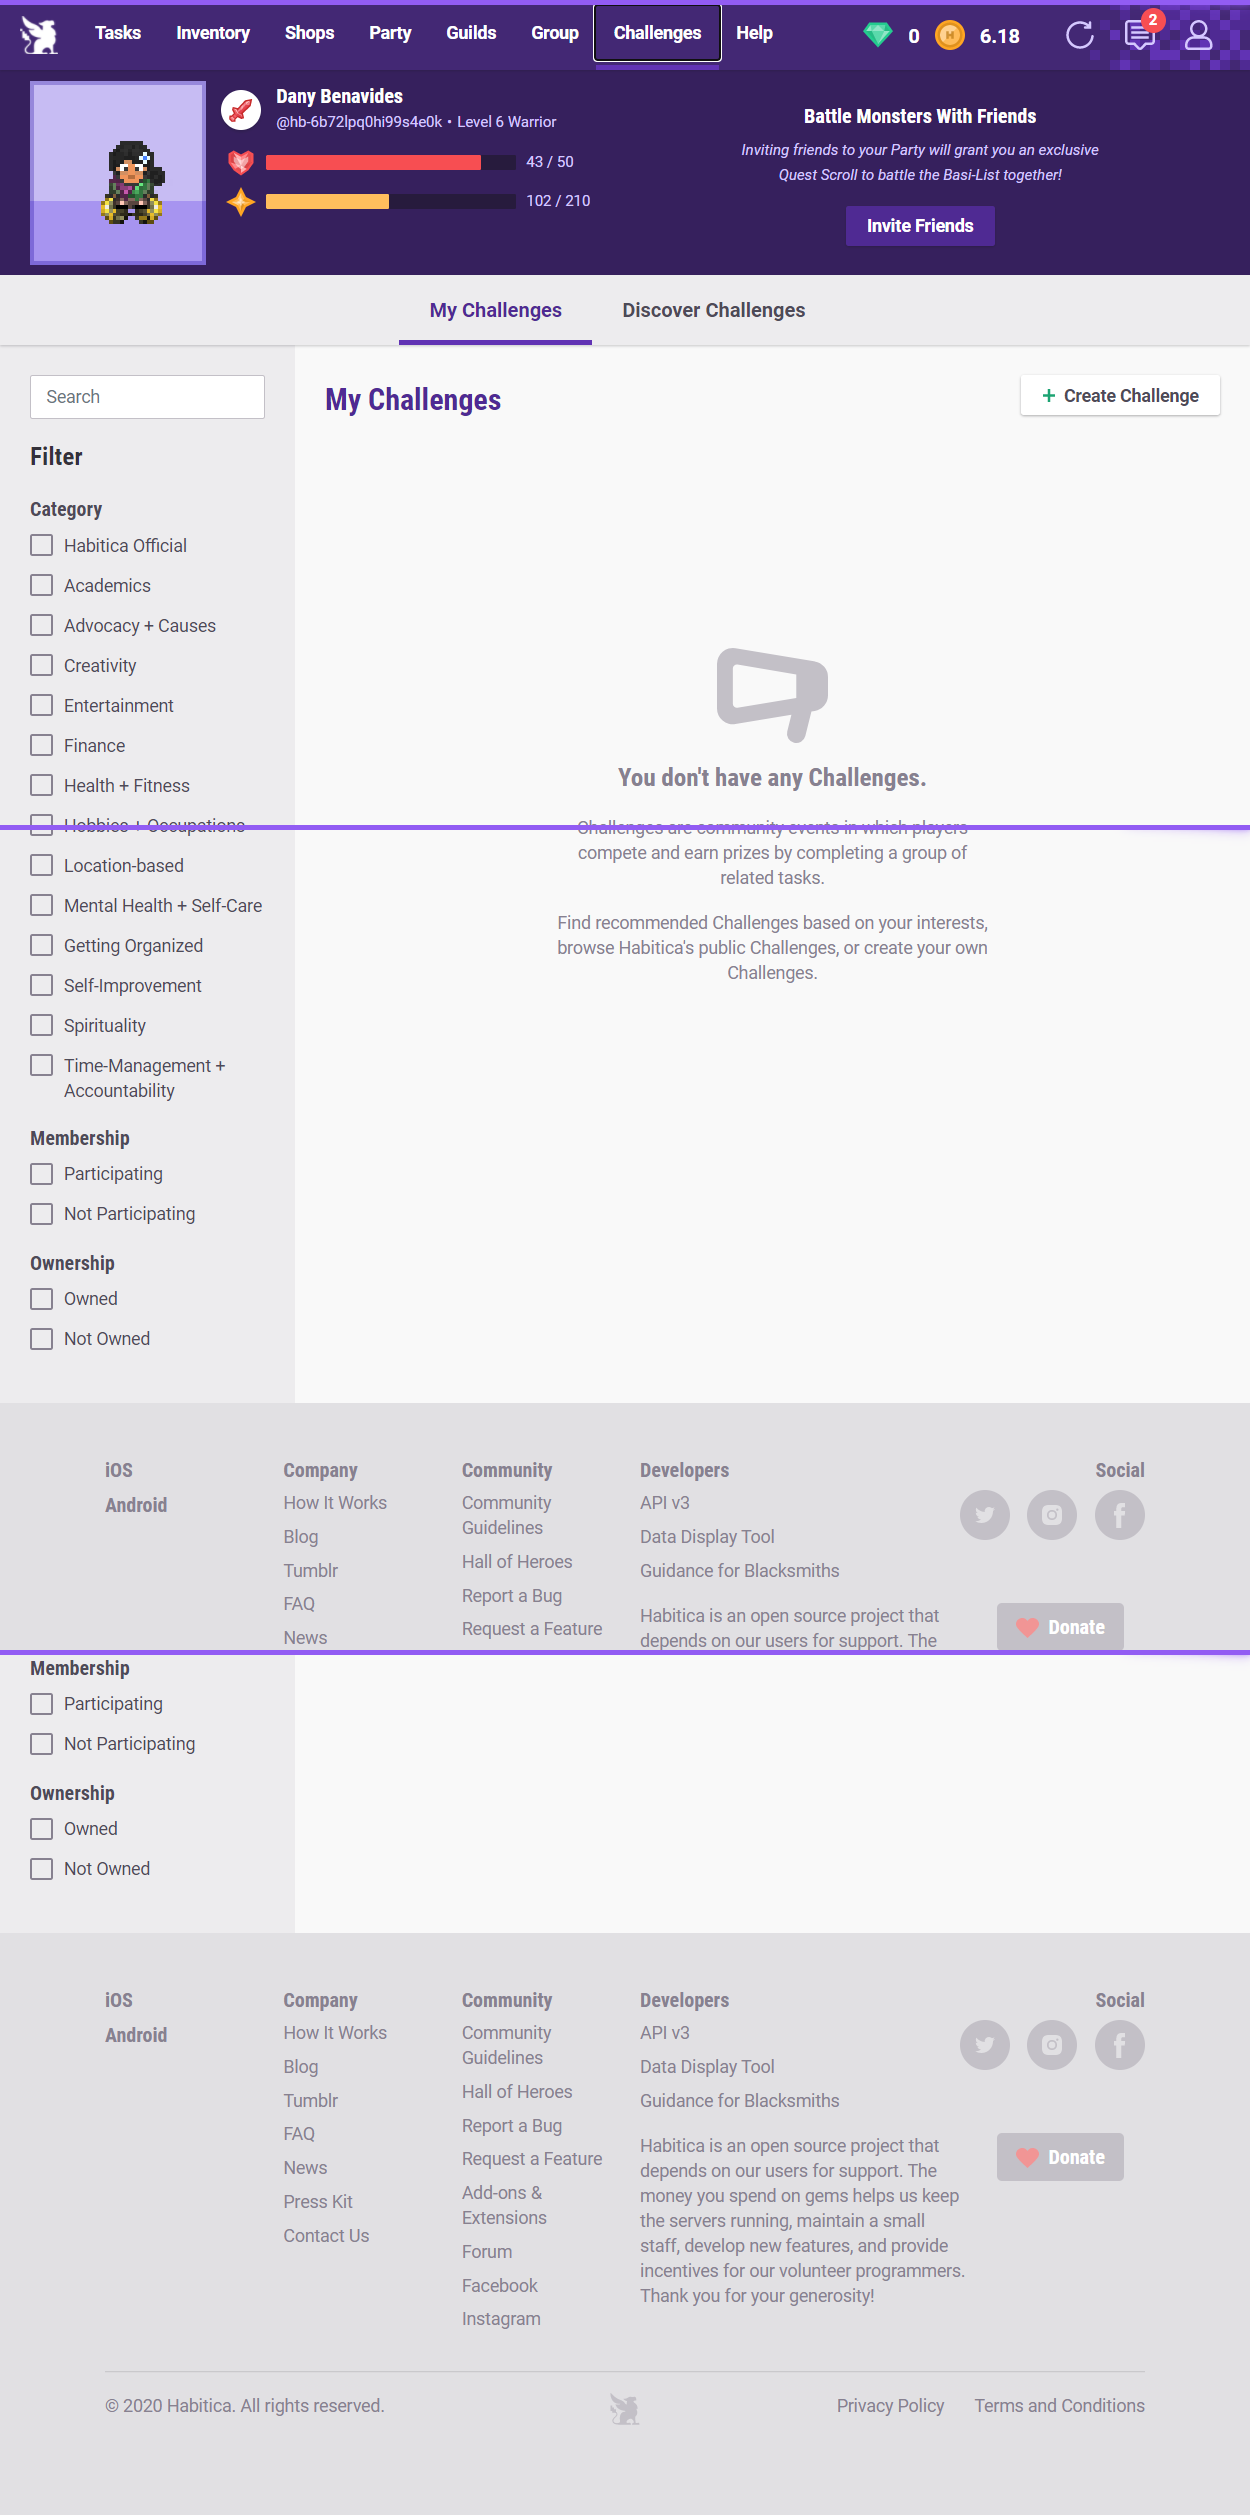 Tasks Inventory Shops Party Guilds Group Challenges Help 0 6.18 2
Dany Benavides
@hb-6b72lpq0hi99s4e0k • Level 6 Warrior
43 / 50
102 / 210
Battle Monsters With Friends
Inviting friends to your Party will grant you an exclusive
Quest Scroll to battle the Basi-List together!
Invite Friends
My Challenges Discover Challenges
Search
Filter
Category
Habitica Official
Academics
Advocacy + Causes
Creativity
Entertainment
Finance
Health + Fitness
Hobbies + Occupations
Location-based
Mental Health + Self-Care
Getting Organized
Self-Improvement
Spirituality
Time-Management +
Accountability
Membership
Participating
Not Participating
Ownership
Owned
Not Owned
My Challenges
+ Create Challenge
You don't have any Challenges.
Challenges are community events in which players
compete and earn prizes by completing a group of
related tasks.
Find recommended Challenges based on your interests,
browse Habitica's public Challenges, or create your own
Challenges.
iOS
Android
Company
How It Works
Blog
Tumblr
FAQ
News
Community
Community
Guidelines
Hall of Heroes
Report a Bug
Request a Feature
Developers
API v3
Data Display Tool
Guidance for Blacksmiths
Habitica is an open source project that
depends on our users for support. The
Social
Donate
Membership
Participating
Not Participating
Ownership
Owned
Not Owned
iOS
Android
Company
How It Works
Blog
Tumblr
FAQ
News
Press Kit
Contact Us
Community
Community
Guidelines
Hall of Heroes
Report a Bug
Request a Feature
Add-ons &
Extensions
Forum
Facebook
Instagram
Developers
API v3
Data Display Tool
Guidance for Blacksmiths
Habitica is an open source project that
depends on our users for support. The
money you spend on gems helps us keep
the servers running, maintain a small
staff, develop new features, and provide
incentives for our volunteer programmers.
Thank you for your generosity!
Social
Donate
© 2020 Habitica. All rights reserved.
Privacy Policy Terms and Conditions